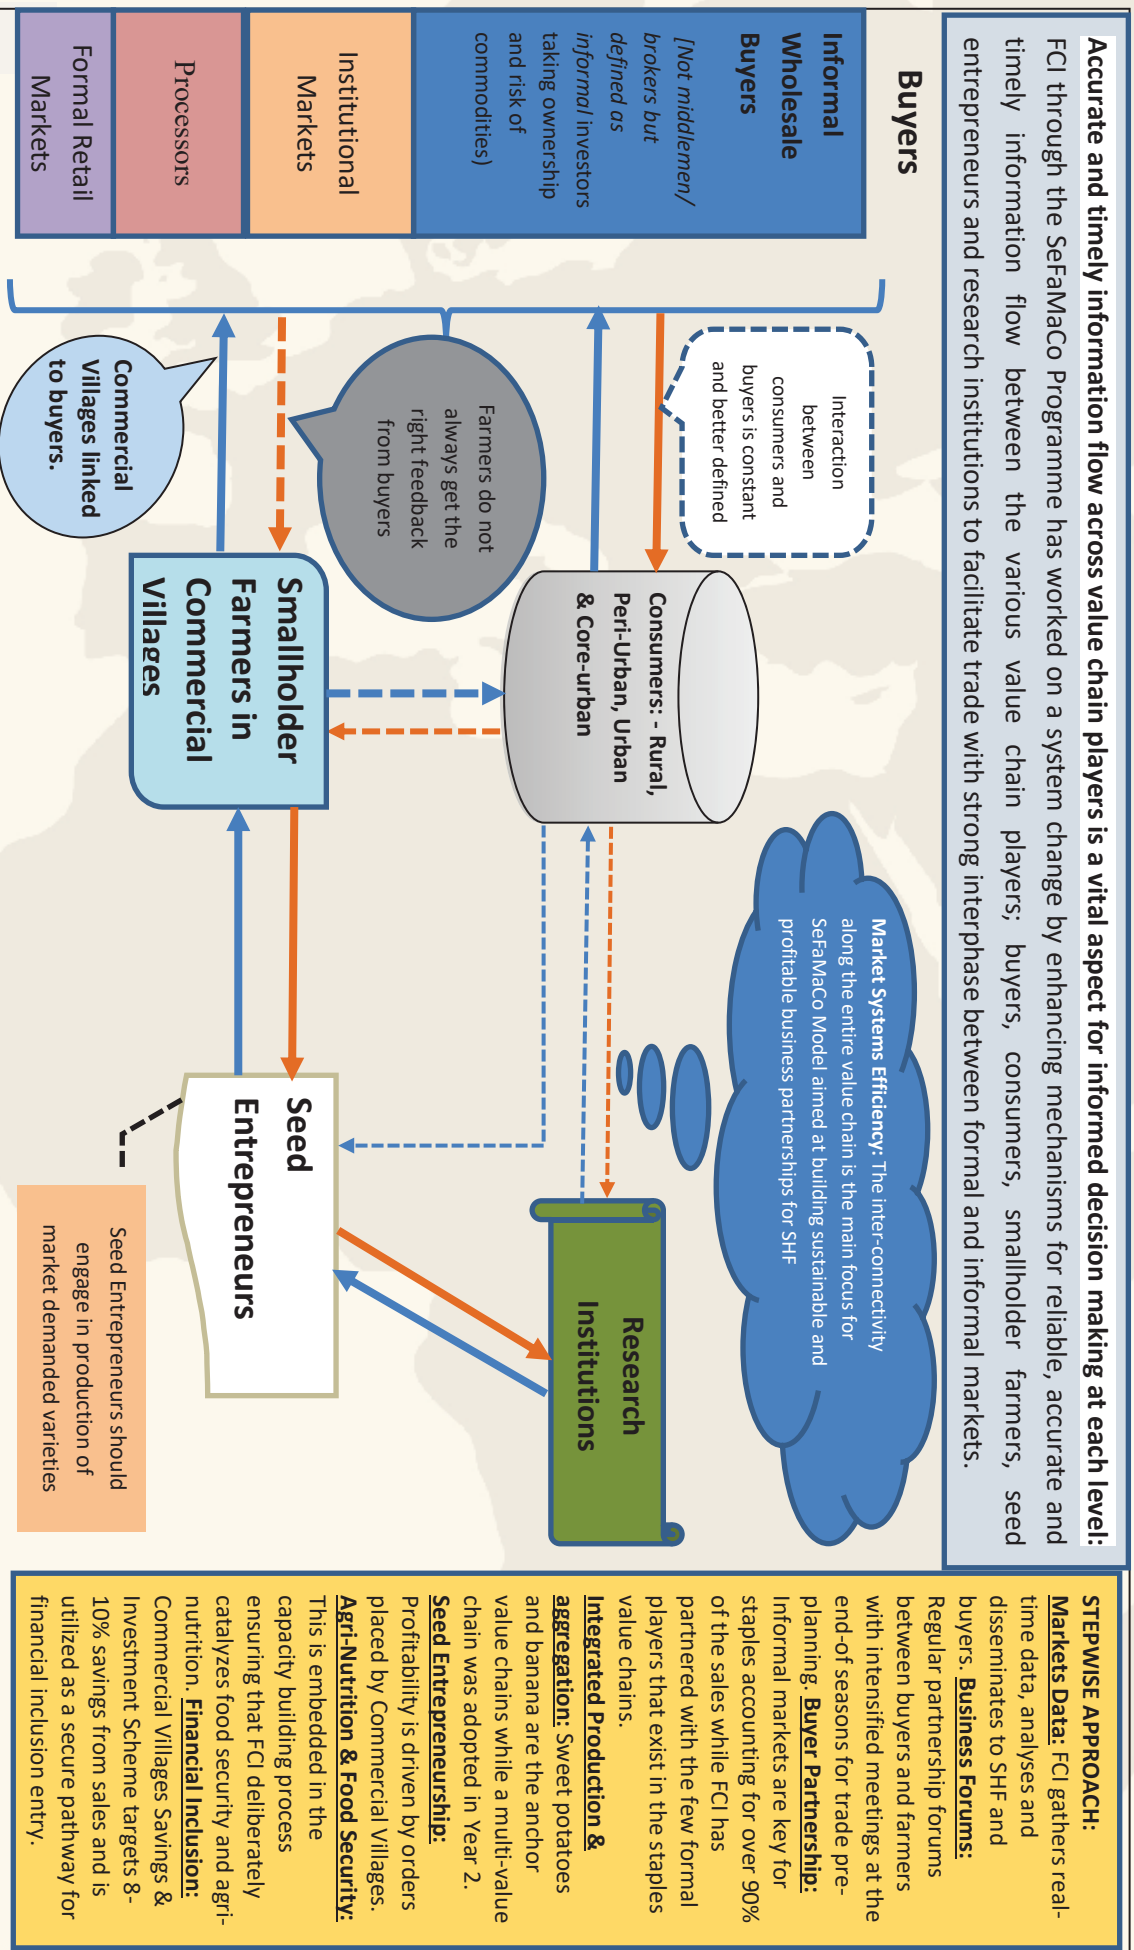 Accurate and timely information flow across value chain players is a vital aspect for informed decision making at each level:
FCI through the SeFaMaCo Programme has worked on a system change by enhancing mechanisms for reliable, accurate and
timely information flow between the various value chain players; buyers, consumers, smallholder farmers, seed
entrepreneurs and research institutions to facilitate trade with strong interphase between formal and informal markets.
Buyers
Informal
Wholesale
Buyers
[Not middlemen/
brokers but
defined as
informal investors
taking ownership
and risk of
commodities)
Institutional
Markets
Processors
Formal Retail
Markets
Interaction
between
consumers and
buyers is constant
and better defined
Farmers do not
always get the
right feedback
from buyers
Commercial
Villages linked
to buyers.
Consumers: - Rural,
Peri-Urban, Urban
& Core-urban
Smallholder
Farmers in
Commercial
Villages
Market Systems Efficiency: The inter-connectivity
along the entire value chain is the main focus for
SeFaMaCo Model aimed at building sustainable and
profitable business partnerships for SHF
Research
Institutions
Seed
Entrepreneurs
Seed Entrepreneurs should
engage in production of
market demanded varieties
STEPWISE APPROACH:
Markets Data: FCI gathers real-
time data, analyses and
disseminates to SHF and
buyers. Business Forums:
Regular partnership forums
between buyers and farmers
with intensified meetings at the
end-of seasons for trade pre-
planning. Buyer Partnership:
Informal markets are key for
staples accounting for over 90%
of the sales while FCI has
partnered with the few formal
players that exist in the staples
value chains.
Integrated Production &
aggregation: Sweet potatoes
and banana are the anchor
value chains while a multi-value
chain was adopted in Year 2.
Seed Entrepreneurship:
Profitability is driven by orders
placed by Commercial Villages.
Agri-Nutrition & Food Security:
This is embedded in the
capacity building process
ensuring that FCI deliberately
catalyzes food security and agri-
nutrition. Financial Inclusion:
Commercial Villages Savings &
Investment Scheme targets 8-
10% savings from sales and is
utilized as a secure pathway for
financial inclusion entry.